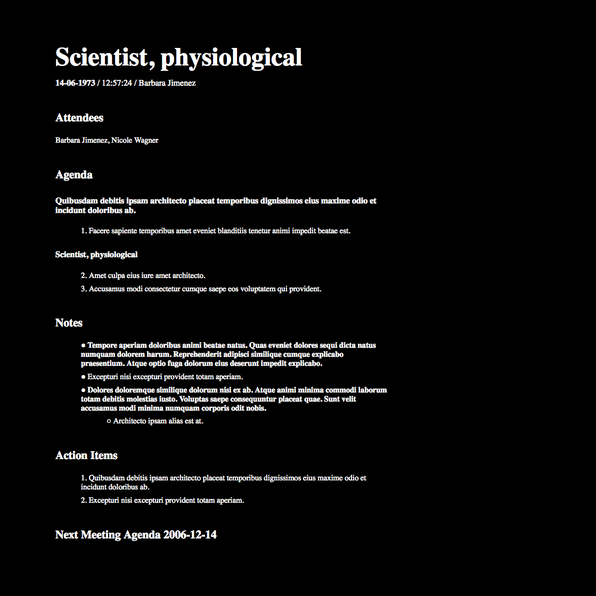 Scientist, physiological
14-06-1973 / 12:57:24 / Barbara Jimenez
Attendees
Barbara Jimenez, Nicole Wagner
Agenda
Quibusdam debitis ipsam architecto placeat temporibus dignissimos eius maxime odio et
incidunt doloribus ab.
1. Facere sapiente temporibus amet eveniet blanditiis tenetur animi impedit beatae est.
Scientist, physiological
2. Amet culpa eius iure amet architecto.
3. Accusamus modi consectetur cumque saepe eos voluptatem qui provident.
Notes
● Tempore aperiam doloribus animi beatae natus. Quas eveniet dolores sequi dicta natus
numquam dolorem harum. Reprehenderit adipisci similique cumque explicabo
praesentium. Atque optio fuga dolorum eius deserunt impedit explicabo.
● Excepturi nisi excepturi provident totam aperiam.
● Dolores doloremque similique dolorum nisi ex ab. Atque animi minima commodi laborum
totam debitis molestias iusto. Voluptas saepe consequuntur placeat quae. Sunt velit
accusamus modi minima numquam corporis odit nobis.
○ Architecto ipsam alias est at.
Action Items
1. Quibusdam debitis ipsam architecto placeat temporibus dignissimos eius maxime odio et
incidunt doloribus ab.
2. Excepturi nisi excepturi provident totam aperiam.
Next Meeting Agenda 2006-12-14